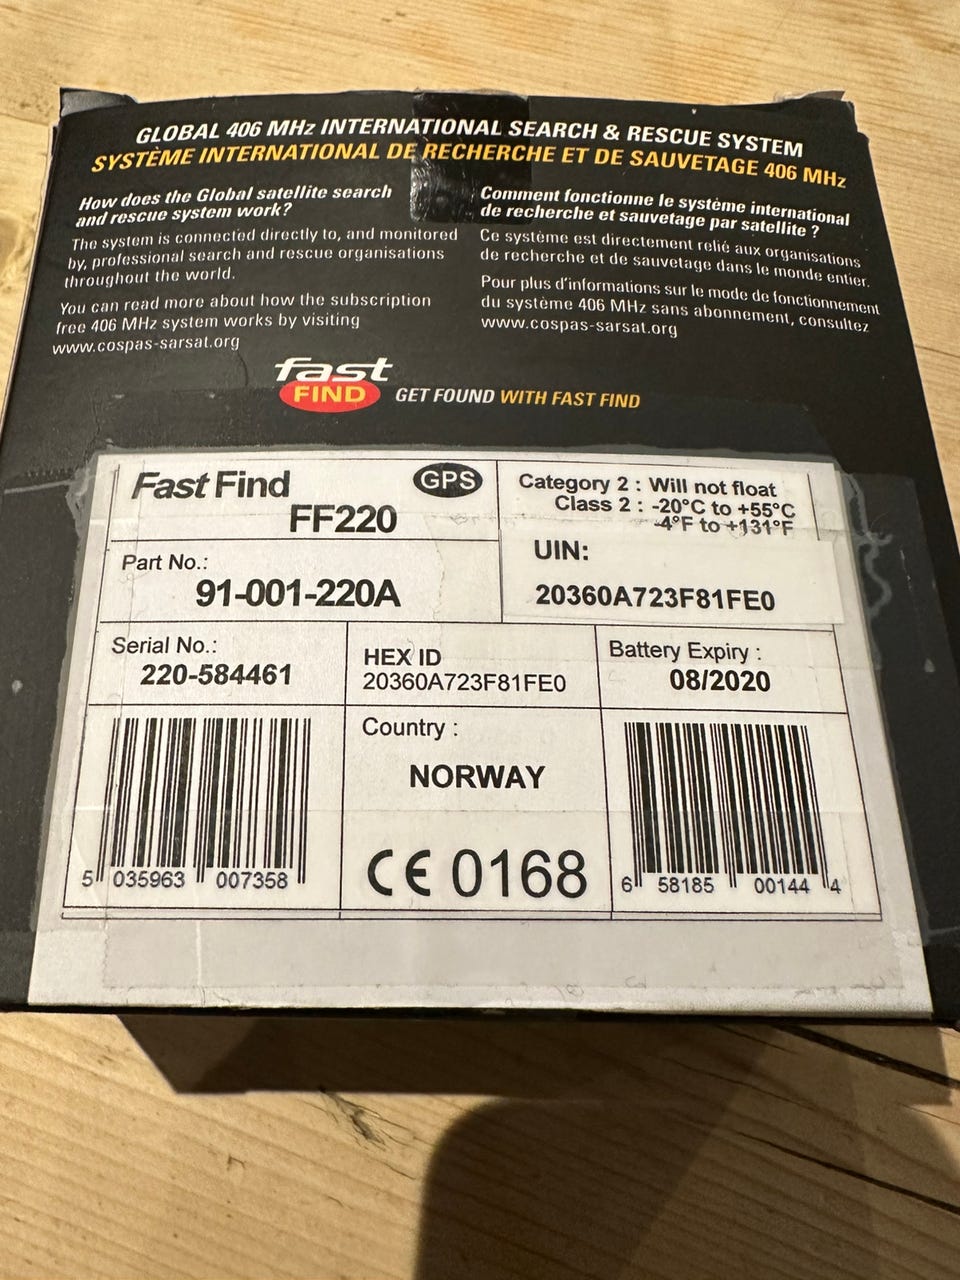 GLOBAL 406 MHz INTERNATIONAL SEARCH & RESCUE SYSTEM
SYSTÈME INTERNATIONAL DE RECHERCHE ET DE SAUVETAGE 406 MHz
How does the Global satellite search
and rescue system work?
The system is connected directly to, and monitored
by, professional search and rescue organisations
throughout the world.
You can read more about how the subscription
free 406 MHz system works by visiting
www.cospas-sarsat.org
Comment fonctionne le système international
de recherche et sauvetage par satellite ?
Ce système est directement relié aux organisations
de recherche et de sauvetage dans le monde entier.
Pour plus d'informations sur le mode de fonctionnement
du système 406 MHz sans abonnement, consultez
www.cospas-sarsat.org
fast
FIND
GET FOUND WITH FAST FIND
Fast Find
GPS
FF220
Category 2 : Will not float
Class 2 : -20°C to +55°C
-4°F to +131°F
Part No.:
91-001-220A
UIN:
20360A723F81FE0
Serial No.:
220-584461
HEX ID
20360A723F81FE0
Battery Expiry :
08/2020
Country :
NORWAY
CE 0168
5 035963 007358
6 58185 00144 4